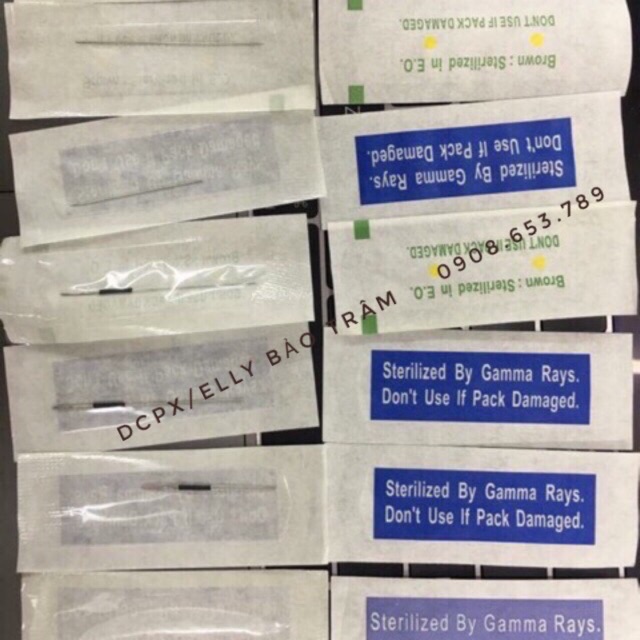 DON'T USE IF PACK DAMAGED.
Brown : Sterilized in E.O.
Sterilized By Gamma Rays.
Don't Use If Pack Damaged.
DON'T USE IF PACK DAMAGED.
Brown : Sterilized in E.O.
DCPX/ELLY BẢO TRÂM 0908.653.789
Sterilized By Gamma Rays.
Don't Use If Pack Damaged.
Sterilized By Gamma Rays.
Don't Use If Pack Damaged.
Sterilized By Gamma Rays.